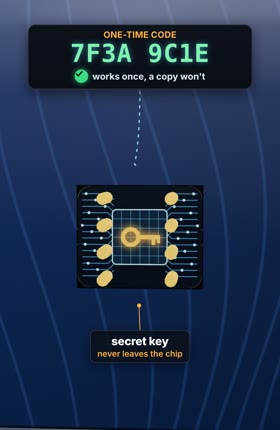 ONE-TIME CODE
7F3A 9C1E
works once, a copy won't
secret key
never leaves the chip